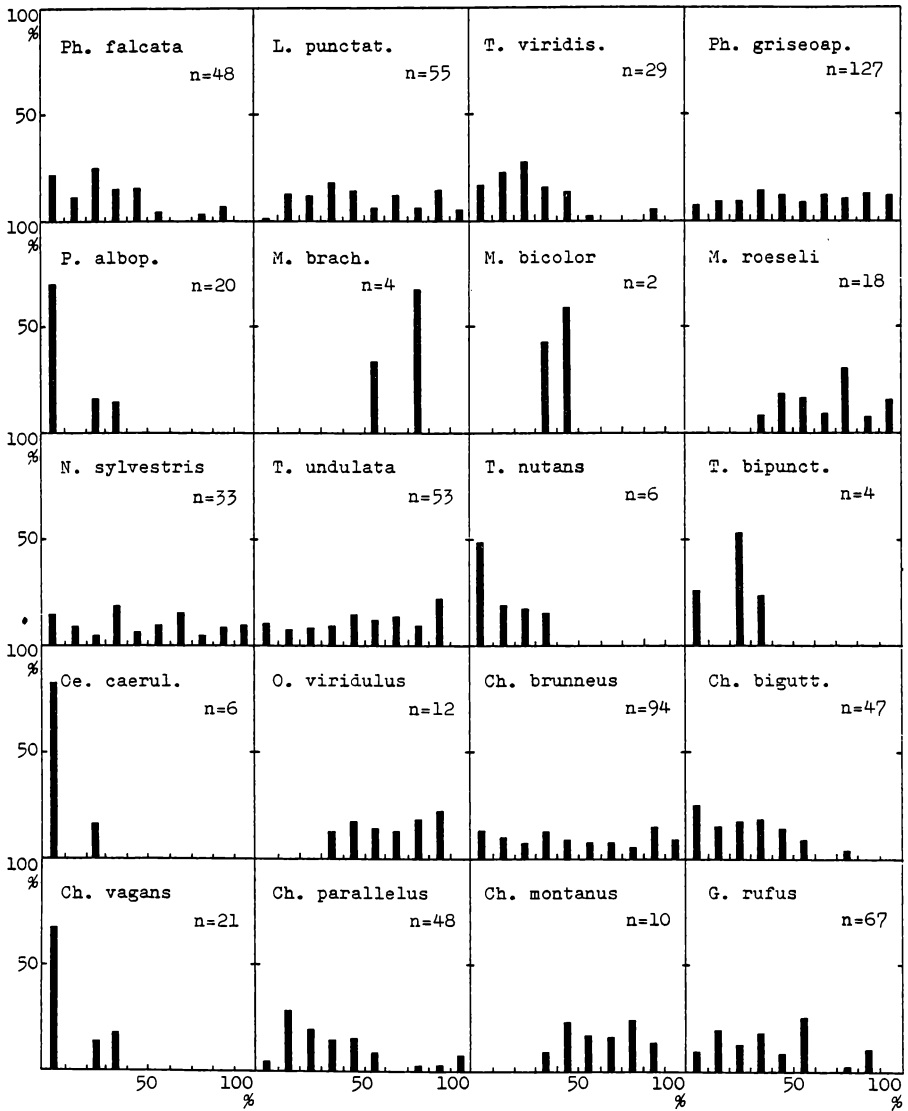 100
%
Ph. falcata
L. punctat.
T. viridis.
Ph. griseoap.
n=48
n=55
n=29
n=127
50
100
%
P. albop.
M. brach.
M. bicolor
M. roeseli
n=20
n=4
n=2
n=18
50
100
%
N. sylvestris
T. undulata
T. nutans
T. bipunct.
n=33
n=53
n=6
n=4
50
100
%
Oe. caerul.
O. viridulus
Ch. brunneus
Ch. bigutt.
n=6
n=12
n=94
n=47
50
100
%
Ch. vagans
Ch. parallelus
Ch. montanus
G. rufus
n=21
n=48
n=10
n=67
50
50 100 50 100 50 100 50 100
% % % %